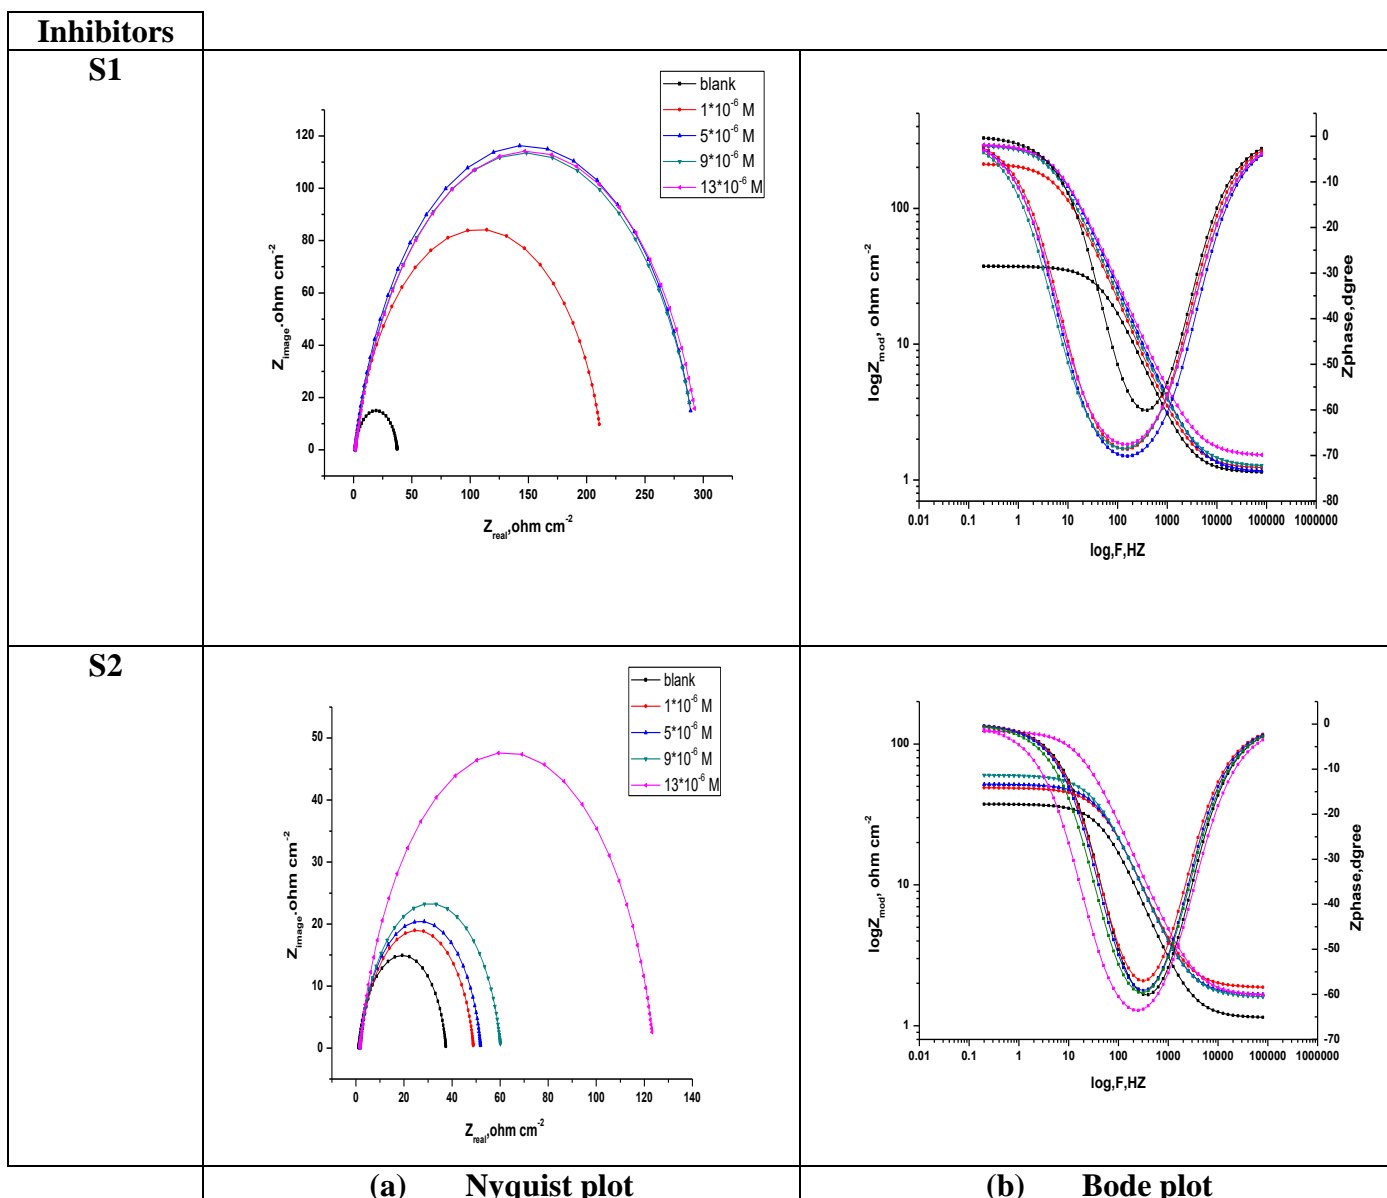 Inhibitors
S1
blank
1*10-6 M
5*10-6 M
9*10-6 M
13*10-6 M
120
100
80
60
40
20
0
Zimage.ohm cm-2
0 50 100 150 200 250 300
Zreal,ohm cm-2
100
10
1
logZmod, ohm cm-2
0
-10
-20
-30
-40
-50
-60
-70
-80
Zphase,dgree
0.01 0.1 1 10 100 1000 10000 100000 1000000
log,F,HZ
S2
blank
1*10-6 M
5*10-6 M
9*10-6 M
13*10-6 M
50
40
30
20
10
0
Zimage.ohm cm-2
0 20 40 60 80 100 120 140
Zreal,ohm cm-2
100
10
1
logZmod, ohm cm-2
0
-10
-20
-30
-40
-50
-60
-70
Zphase,dgree
0.01 0.1 1 10 100 1000 10000 100000 1000000
log,F,HZ
(a) Nyquist plot
(b) Bode plot